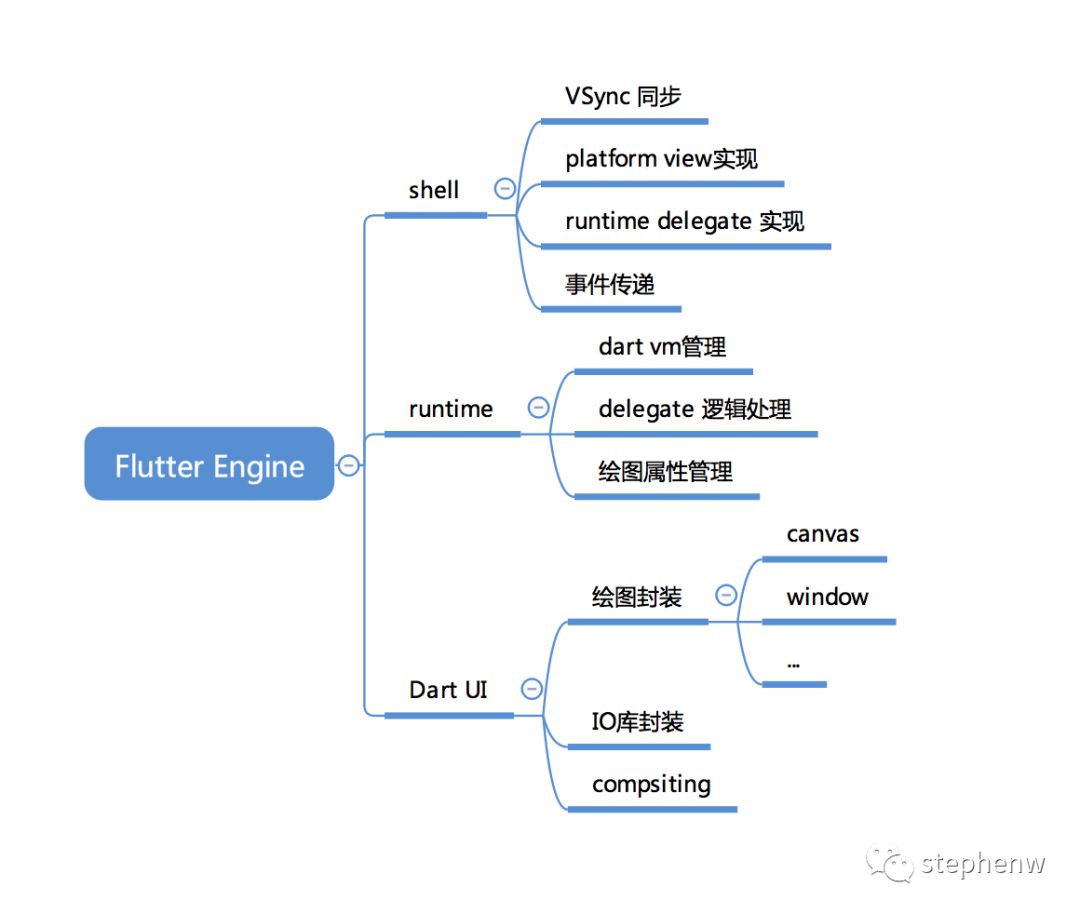 VSync 同步
platform view实现
shell
runtime delegate 实现
事件传递
dart vm管理
runtime
delegate 逻辑处理
Flutter Engine
绘图属性管理
canvas
绘图封装
window
...
Dart UI
IO库封装
compsiting
stephenw